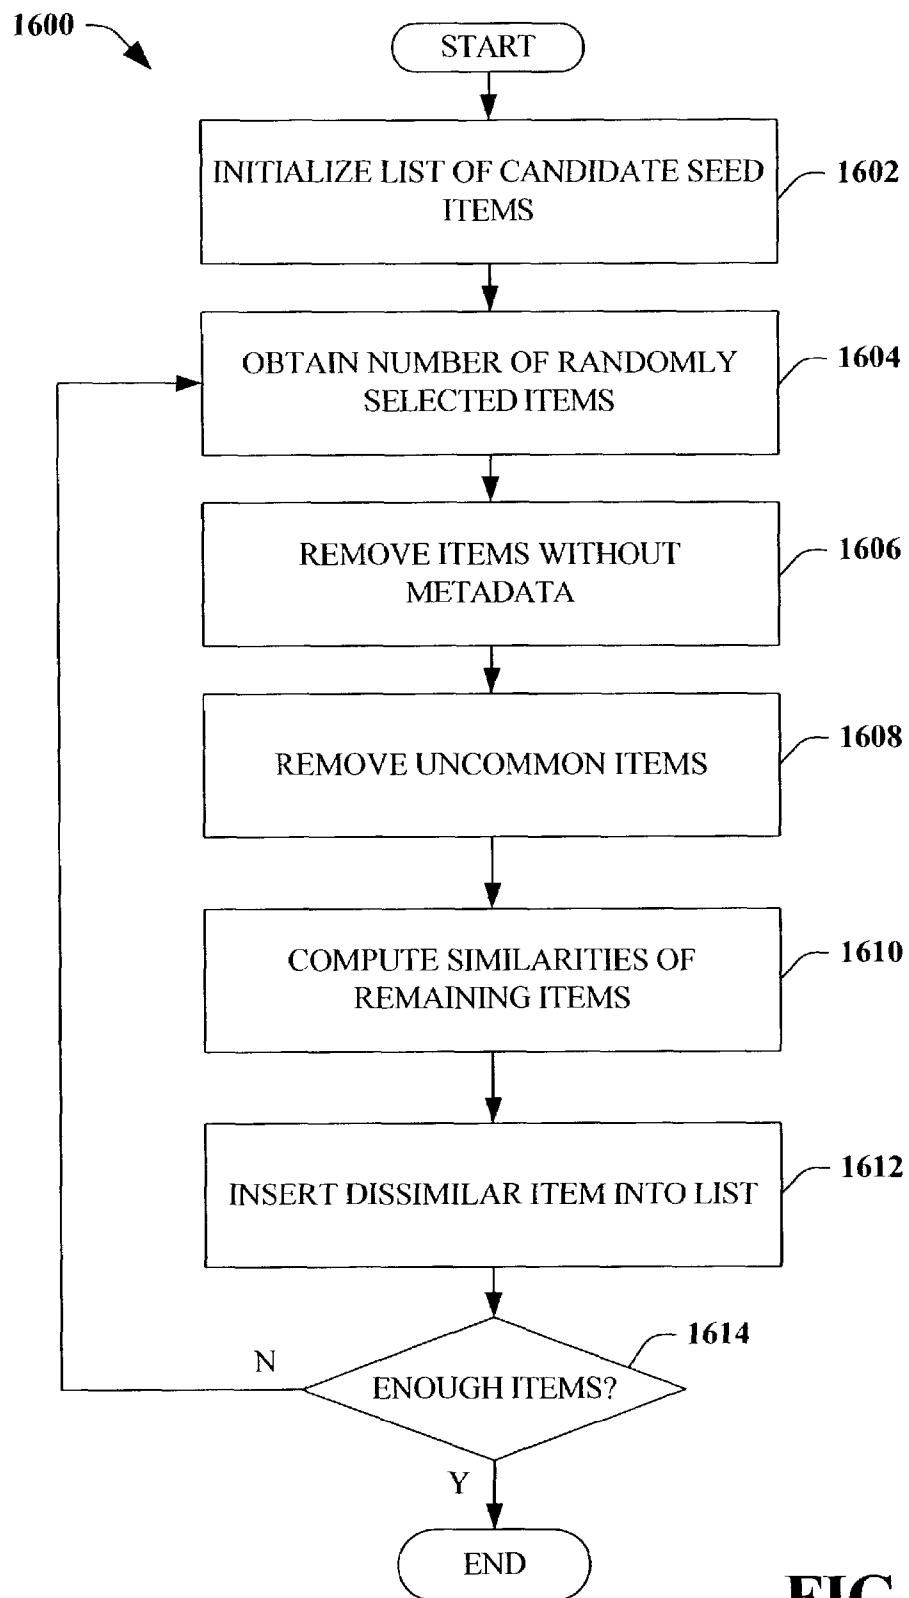 1600
START
INITIALIZE LIST OF CANDIDATE SEED
ITEMS
1602
OBTAIN NUMBER OF RANDOMLY
SELECTED ITEMS
1604
REMOVE ITEMS WITHOUT
METADATA
1606
REMOVE UNCOMMON ITEMS
1608
COMPUTE SIMILARITIES OF
REMAINING ITEMS
1610
INSERT DISSIMILAR ITEM INTO LIST
1612
ENOUGH ITEMS?
1614
N
Y
END
FIG